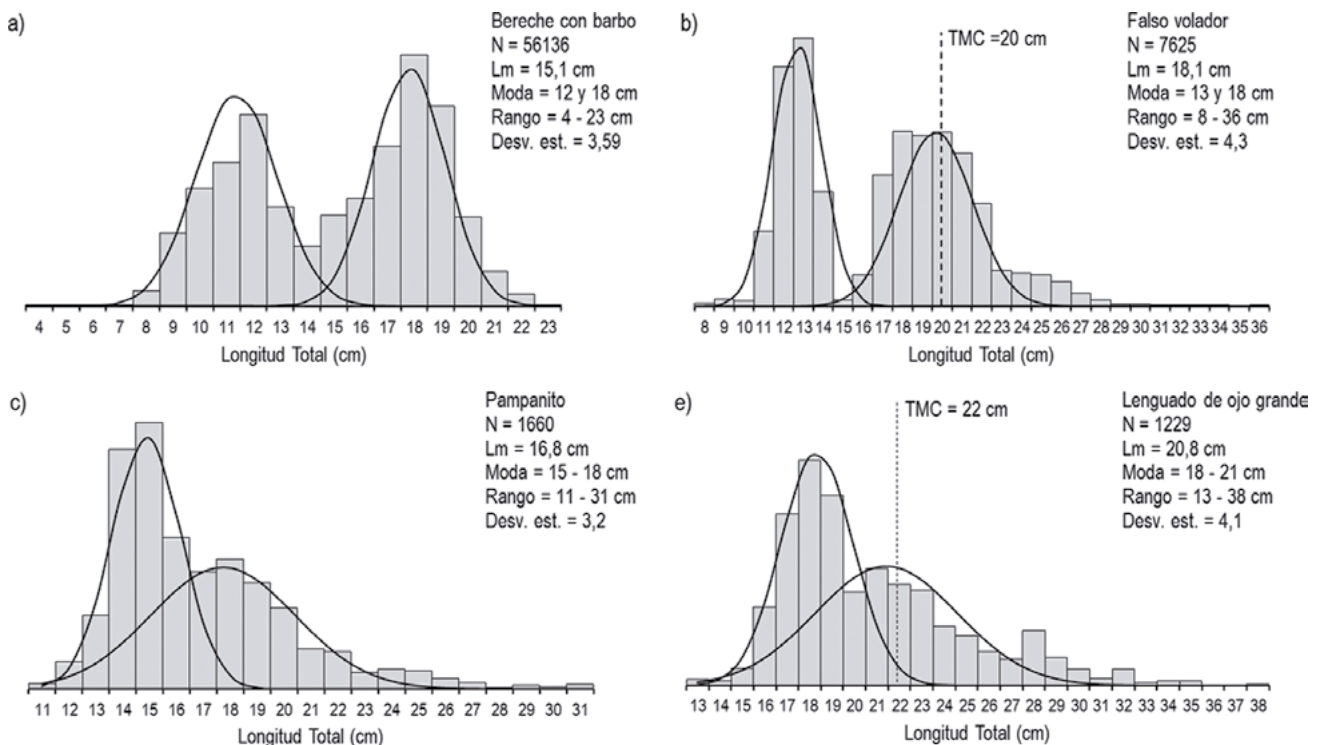 a)
Bereche con barbo
N = 56136
Lm = 15,1 cm
Moda = 12 y 18 cm
Rango = 4 - 23 cm
Desv. est. = 3,59
4 5 6 7 8 9 10 11 12 13 14 15 16 17 18 19 20 21 22 23
Longitud Total (cm)
b)
TMC =20 cm
Falso volador
N = 7625
Lm = 18,1 cm
Moda = 13 y 18 cm
Rango = 8 - 36 cm
Desv. est. = 4,3
8 9 10 11 12 13 14 15 16 17 18 19 20 20 21 22 23 24 25 26 27 28 29 30 31 32 33 34 35 36
Longitud Total (cm)
c)
Pampanito
N = 1660
Lm = 16,8 cm
Moda = 15 - 18 cm
Rango = 11 - 31 cm
Desv. est. = 3,2
11 12 13 14 15 16 17 18 19 20 21 22 23 24 25 26 27 28 29 30 31
Longitud Total (cm)
e)
TMC = 22 cm
Lenguado de ojo grande
N = 1229
Lm = 20,8 cm
Moda = 18 - 21 cm
Rango = 13 - 38 cm
Desv. est. = 4,1
13 14 15 16 17 18 19 20 21 22 23 24 25 26 27 28 29 30 31 32 33 34 35 36 37 38
Longitud Total (cm)